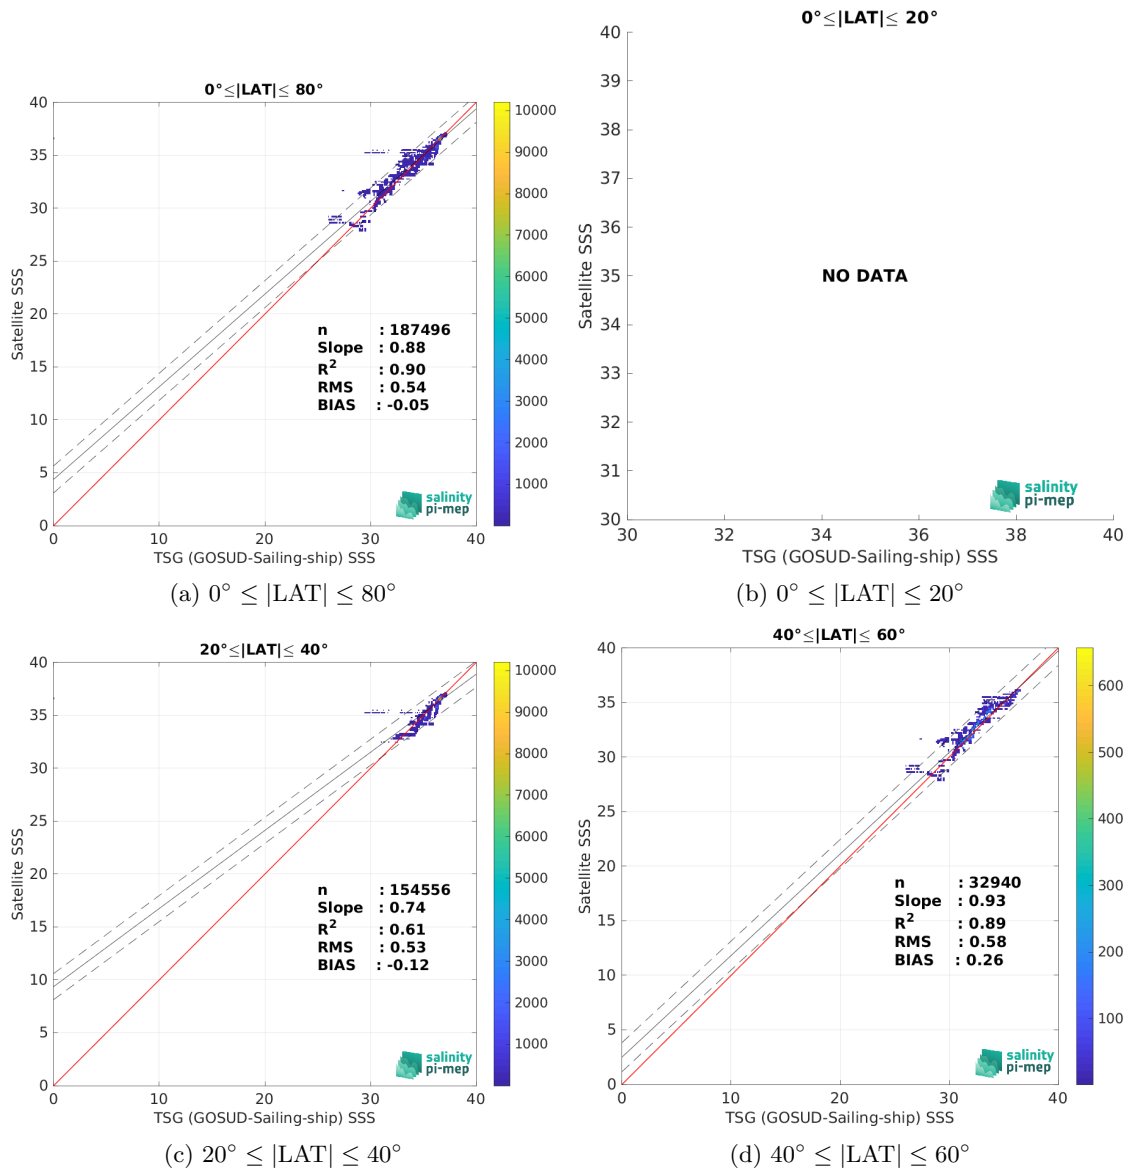 0°≤|LAT|≤ 80°
40
35
30
25
20
15
10
5
0
Satellite SSS
n : 187496
Slope : 0.88
R² : 0.90
RMS : 0.54
BIAS : -0.05
salinity
pi-mep
0 10 20 30 40
TSG (GOSUD-Sailing-ship) SSS
10000
9000
8000
7000
6000
5000
4000
3000
2000
1000
(a) 0° ≤ |LAT| ≤ 80°
0°≤|LAT|≤ 20°
40
39
38
37
36
35
34
33
32
31
30
Satellite SSS
NO DATA
salinity
pi-mep
30 32 34 36 38 40
TSG (GOSUD-Sailing-ship) SSS
(b) 0° ≤ |LAT| ≤ 20°
20°≤|LAT|≤ 40°
40
35
30
25
20
15
10
5
0
Satellite SSS
n : 154556
Slope : 0.74
R² : 0.61
RMS : 0.53
BIAS : -0.12
salinity
pi-mep
0 10 20 30 40
TSG (GOSUD-Sailing-ship) SSS
10000
9000
8000
7000
6000
5000
4000
3000
2000
1000
(c) 20° ≤ |LAT| ≤ 40°
40°≤|LAT|≤ 60°
40
35
30
25
20
15
10
5
0
Satellite SSS
n : 32940
Slope : 0.93
R² : 0.89
RMS : 0.58
BIAS : 0.26
salinity
pi-mep
0 10 20 30 40
TSG (GOSUD-Sailing-ship) SSS
600
500
400
300
200
100
(d) 40° ≤ |LAT| ≤ 60°